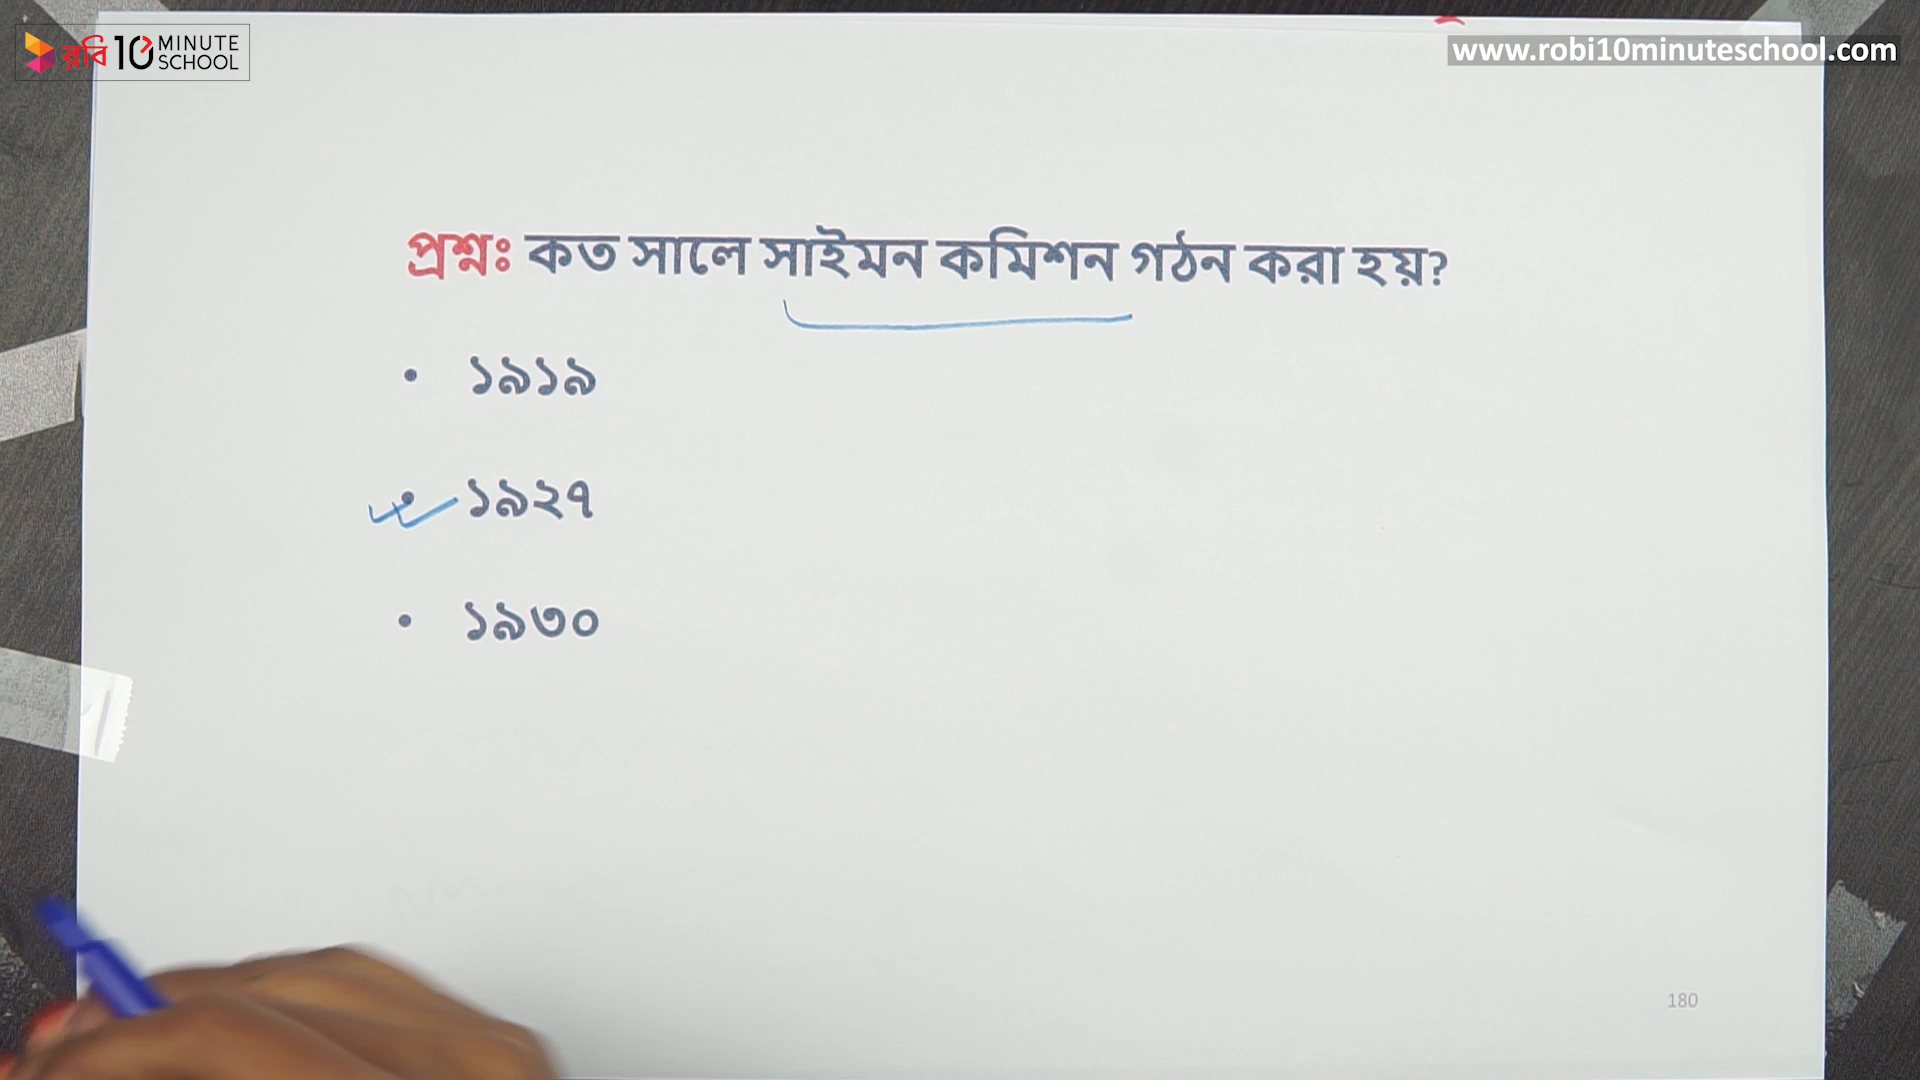 রবি 10 MINUTE SCHOOL
www.robi10minuteschool.com
প্রশ্নঃ কত সালে সাইমন কমিশন গঠন করা হয়?
• ১৯১৯
• ১৯২৭
• ১৯৩০
180